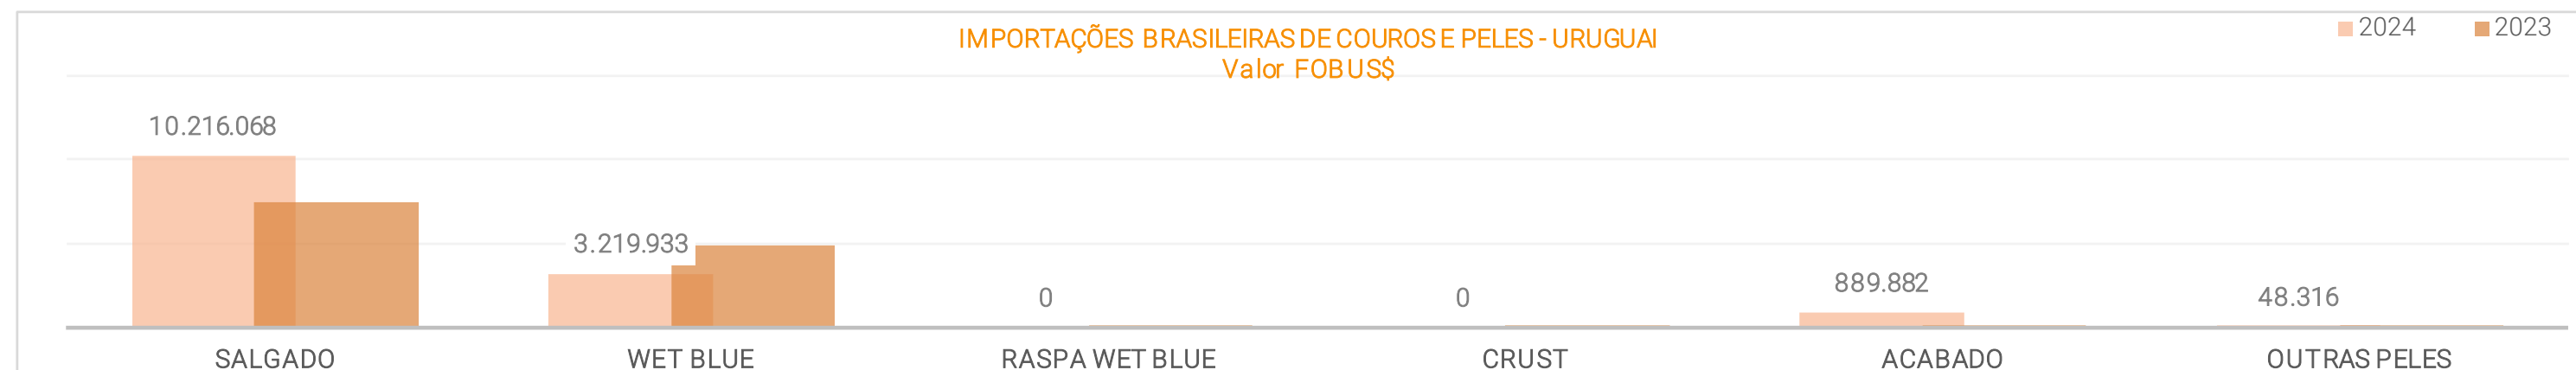 IMPORTAÇÕES BRASILEIRAS DE COUROS E PELES - URUGUAI
Valor FOB US$
2024 2023
10.216.068
3.219.933
0
0
889.882
48.316
SALGADO WET BLUE RASPA WET BLUE CRUST ACABADO OUTRAS PELES